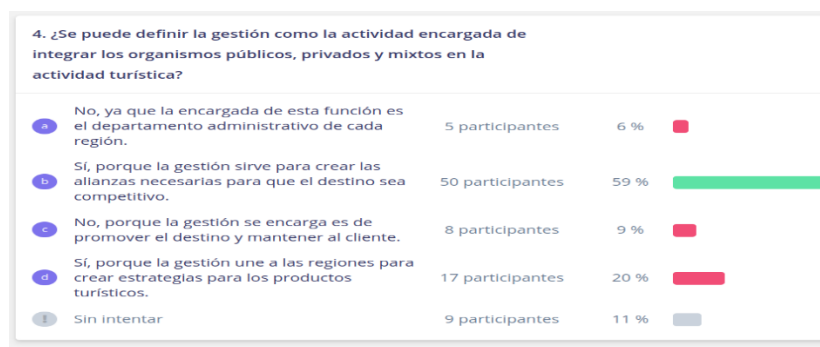 4. ¿Se puede definir la gestión como la actividad encargada de
integrar los organismos públicos, privados y mixtos en la
actividad turística?
a No, ya que la encargada de esta función es
el departamento administrativo de cada
región.
5 participantes 6 %
b Sí, porque la gestión sirve para crear las
alianzas necesarias para que el destino sea
competitivo.
50 participantes 59 %
c No, porque la gestión se encarga es de
promover el destino y mantener al cliente.
8 participantes 9 %
d Sí, porque la gestión une a las regiones para
crear estrategias para los productos
turísticos.
17 participantes 20 %
! Sin intentar 9 participantes 11 %